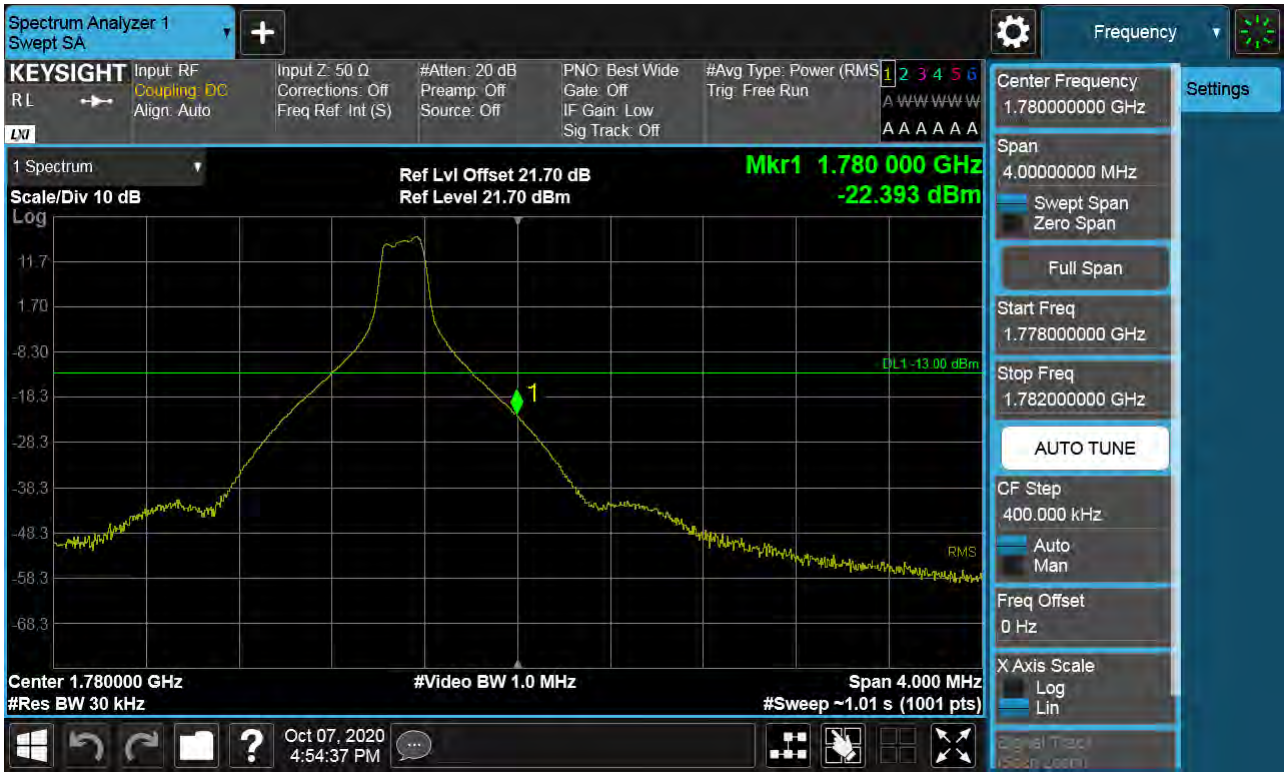 Spectrum Analyzer 1
Swept SA
Frequency
KEYSIGHT
R L
LXI
Input: RF
Coupling: DC
Align: Auto
Input Z: 50 Ω
Corrections: Off
Freq Ref: Int (S)
#Atten: 20 dB
Preamp: Off
Source: Off
PNO: Best Wide
Gate: Off
IF Gain: Low
Sig Track: Off
#Avg Type: Power (RMS
Trig: Free Run
1 2 3 4 5 6
A W W W W W
A A A A A A
1 Spectrum
Scale/Div 10 dB
Log
Ref Lvl Offset 21.70 dB
Ref Level 21.70 dBm
Mkr1 1.780 000 GHz
-22.393 dBm
11.7
1.70
-8.30
-18.3
-28.3
-38.3
-48.3
-58.3
-68.3
DL1 -13.00 dBm
1
RMS
Center 1.780000 GHz
#Res BW 30 kHz
#Video BW 1.0 MHz
Span 4.000 MHz
#Sweep ~1.01 s (1001 pts)
Center Frequency
1.780000000 GHz
Span
4.00000000 MHz
Swept Span
Zero Span
Full Span
Start Freq
1.778000000 GHz
Stop Freq
1.782000000 GHz
AUTO TUNE
CF Step
400.000 kHz
Auto
Man
Freq Offset
0 Hz
X Axis Scale
Log
Lin
Signal Track
(Span Zoom)
Settings
Oct 07, 2020
4:54:37 PM